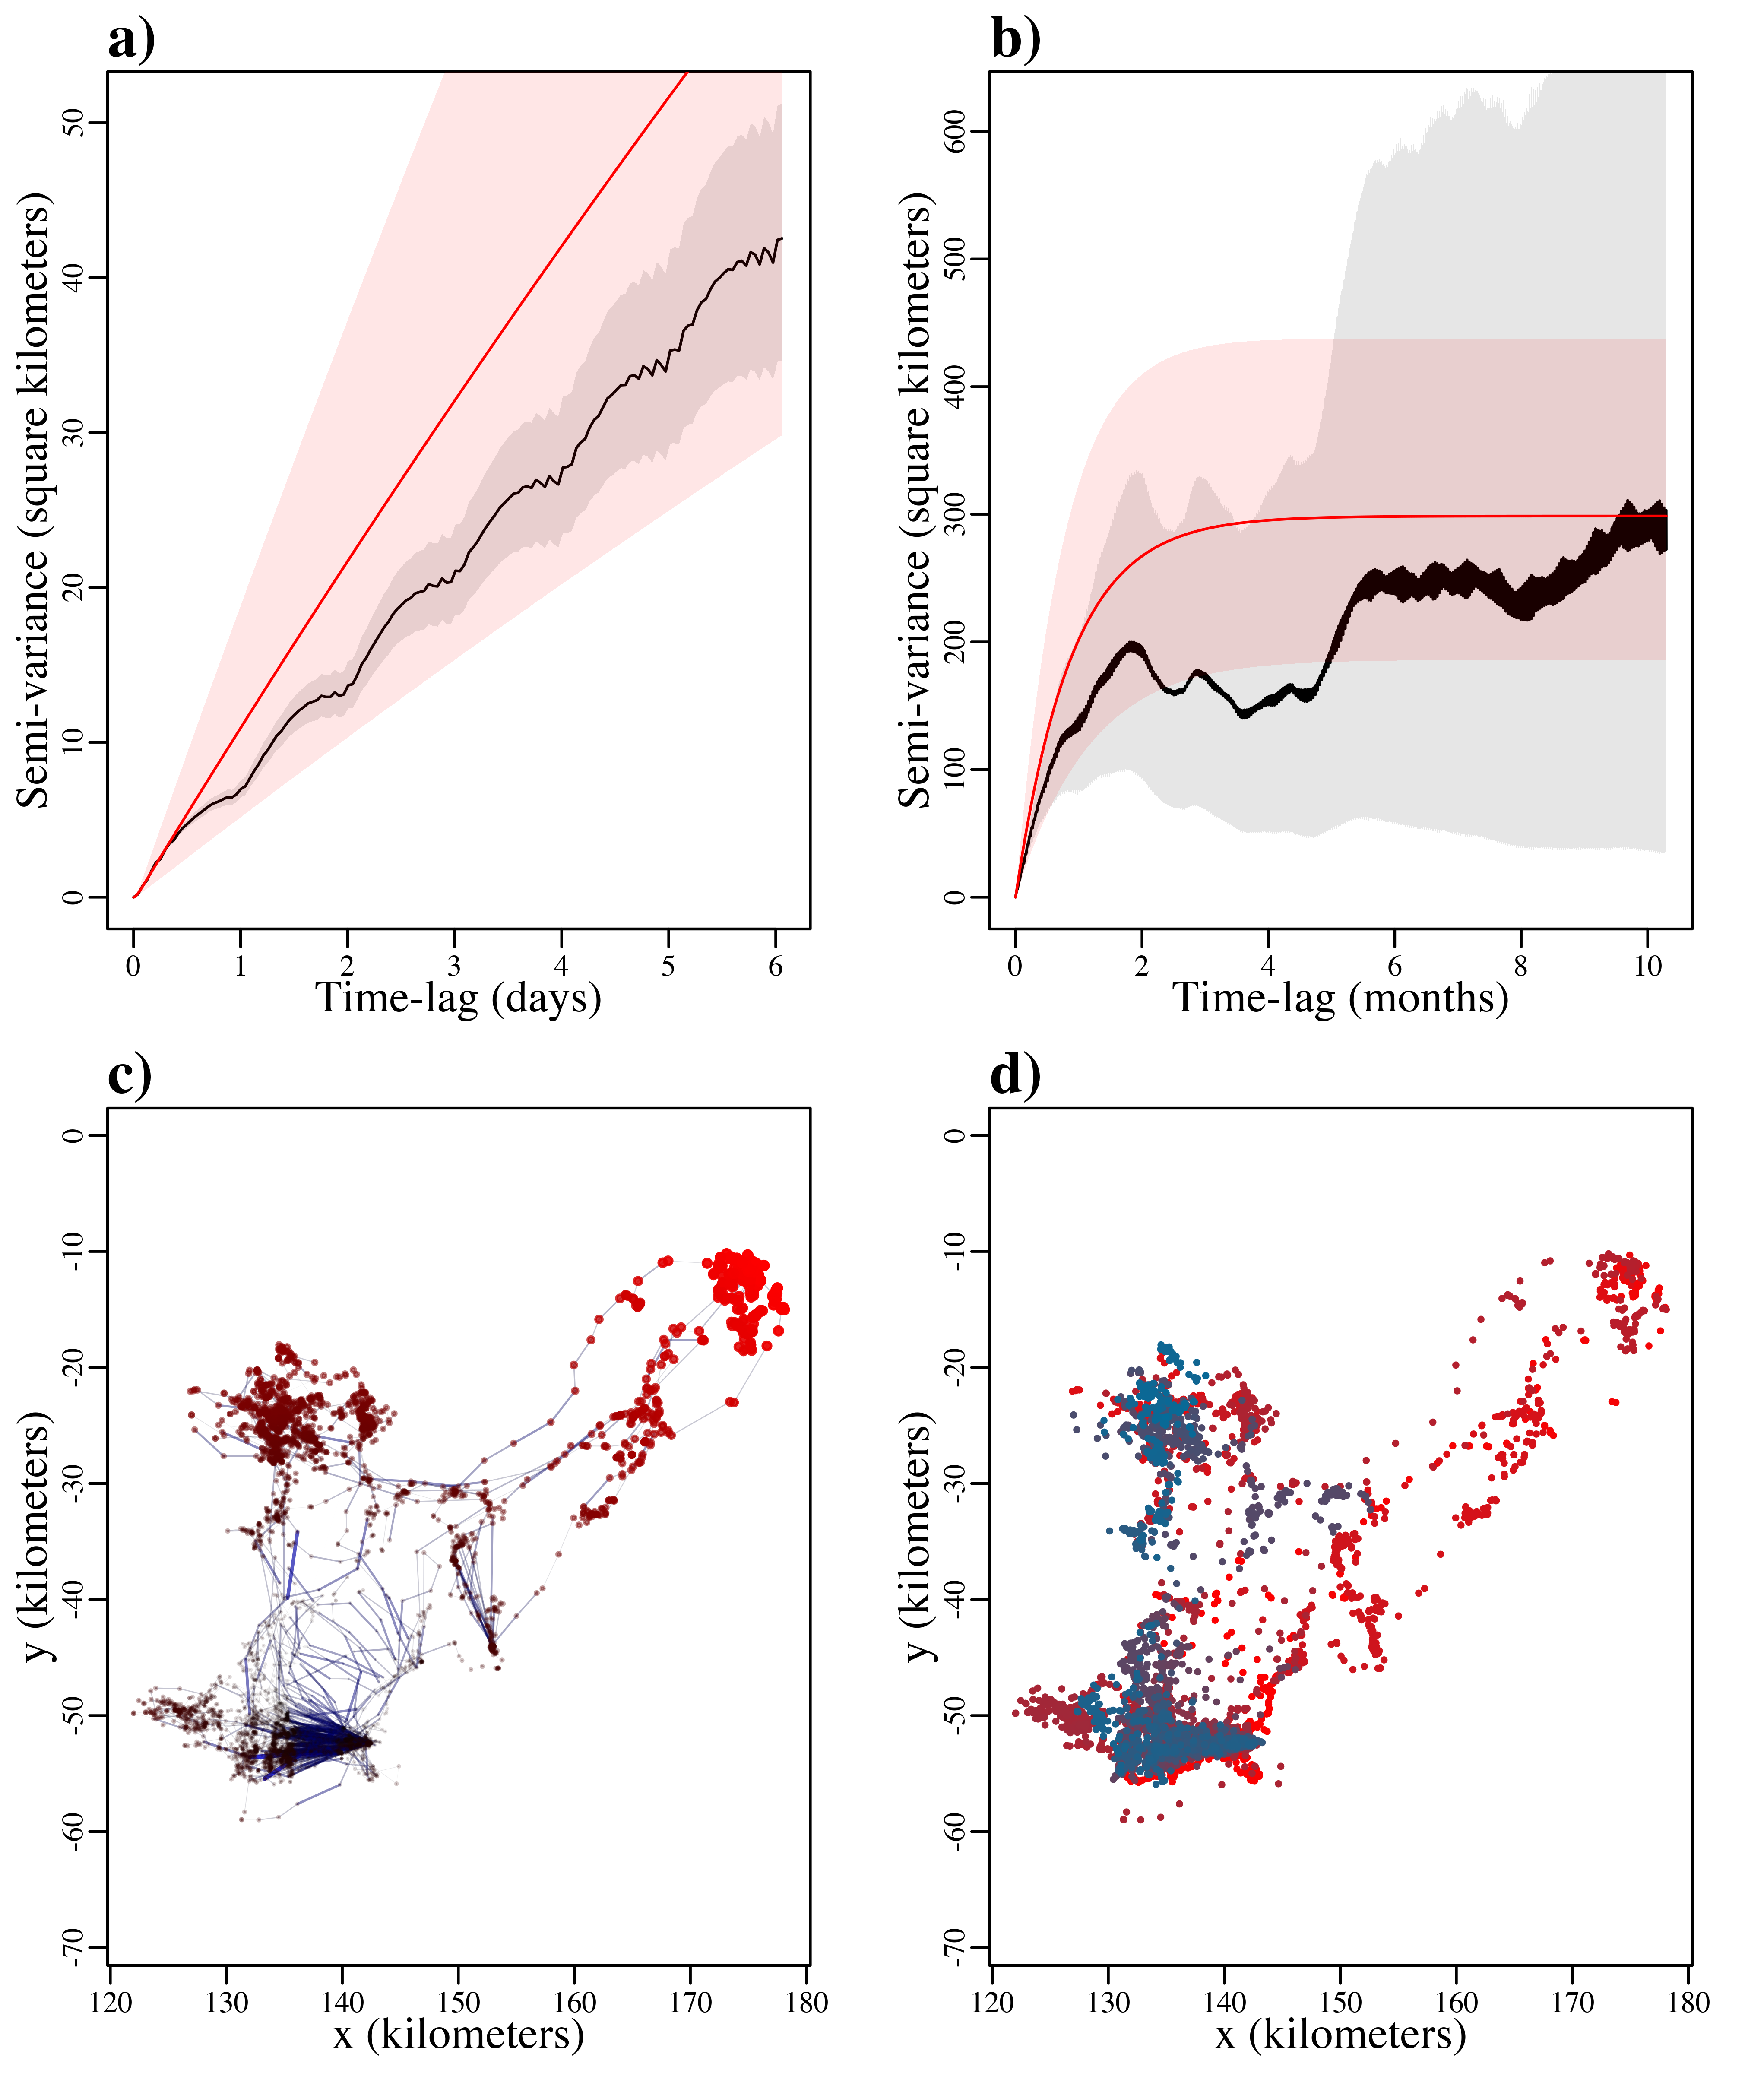 a)
Semi-variance (square kilometers)
0 10 20 30 40 50
0 1 2 3 4 5 6
Time-lag (days)
b)
Semi-variance (square kilometers)
0 100 200 300 400 500 600
0 2 4 6 8 10
Time-lag (months)
c)
y (kilometers)
-70 -60 -50 -40 -30 -20 -10 0
120 130 140 150 160 170 180
x (kilometers)
d)
y (kilometers)
-70 -60 -50 -40 -30 -20 -10 0
120 130 140 150 160 170 180
x (kilometers)